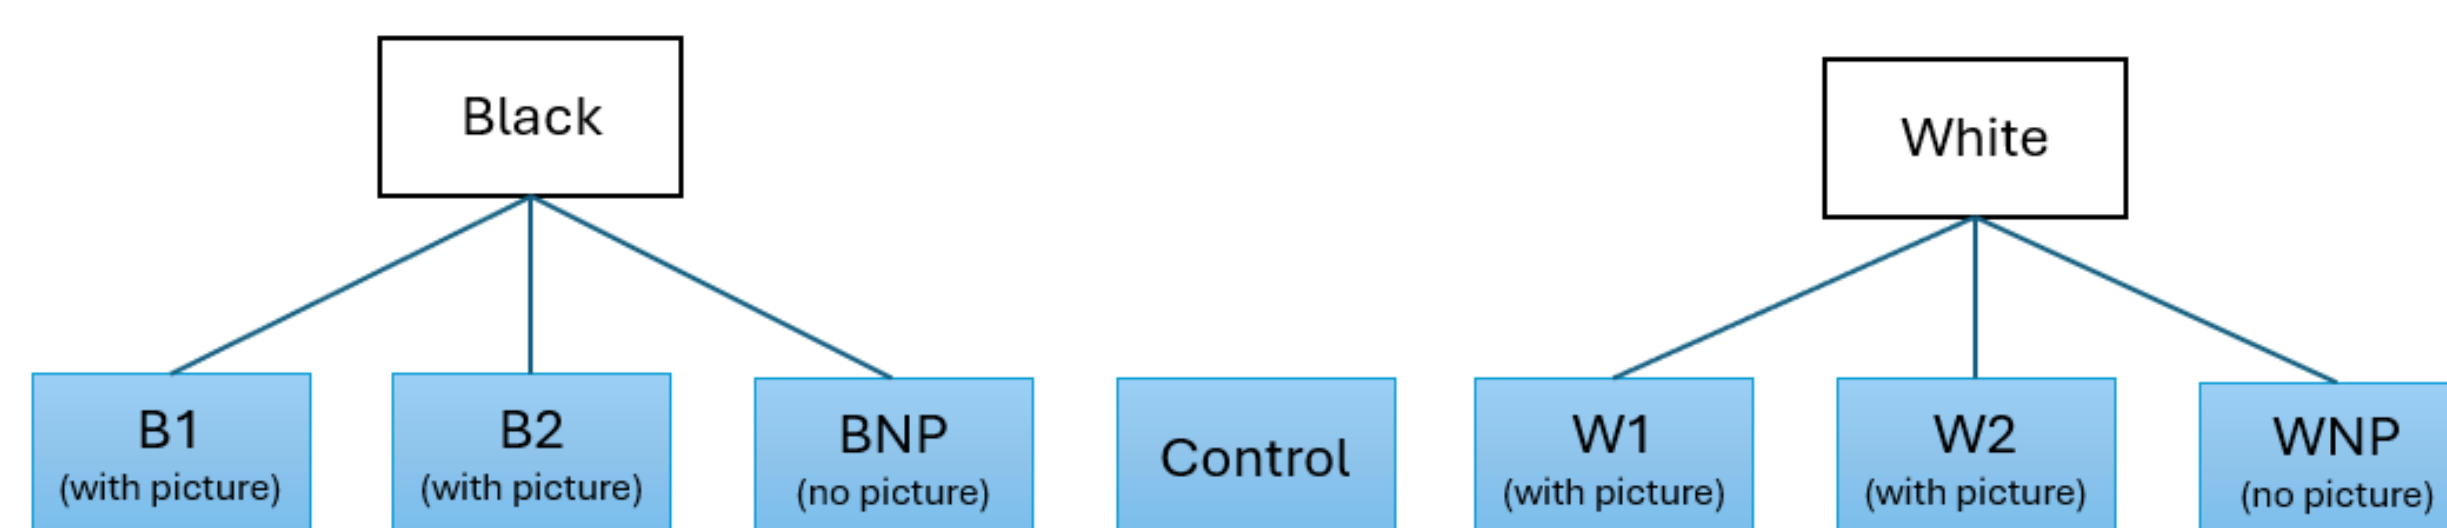 Black
White
B1
(with picture)
B2
(with picture)
BNP
(no picture)
Control
W1
(with picture)
W2
(with picture)
WNP
(no picture)